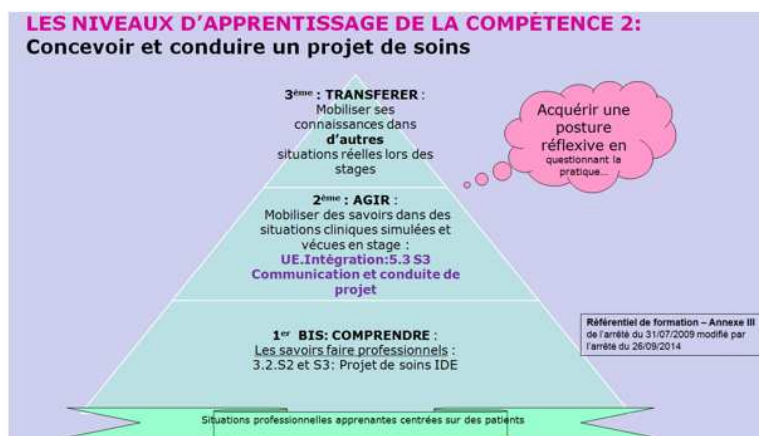 LES NIVEAUX D'APPRENTISSAGE DE LA COMPÉTENCE 2:
Concevoir et conduire un projet de soins
3ème : TRANSFERER :
Mobiliser ses
connaissances dans
d'autres
situations réelles lors des
stages
Acquérir une
posture
réflexive en
questionnant la
pratique...
2ème : AGIR :
Mobiliser des savoirs dans des
situations cliniques simulées et
vécues en stage :
UE.Intègration:5.3 S3
Communication et conduite de
projet
1er BIS: COMPRENDRE :
Les savoirs faire professionnels :
3.2.S2 et S3: Projet de soins IDE
Référentiel de formation – Annexe III
de l'arrêté du 31/07/2009 modifié par
l'arrête du 26/09/2014
Situations professionnelles apprenantes centrées sur des patients